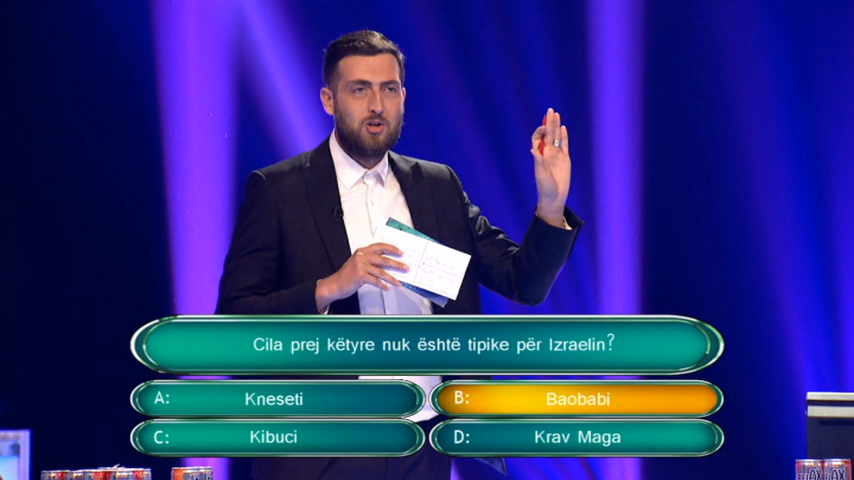 Cila prej këtyre nuk është tipike për Izraelin?
A: Kneseti
B: Baobabi
C: Kibuci
D: Krav Maga